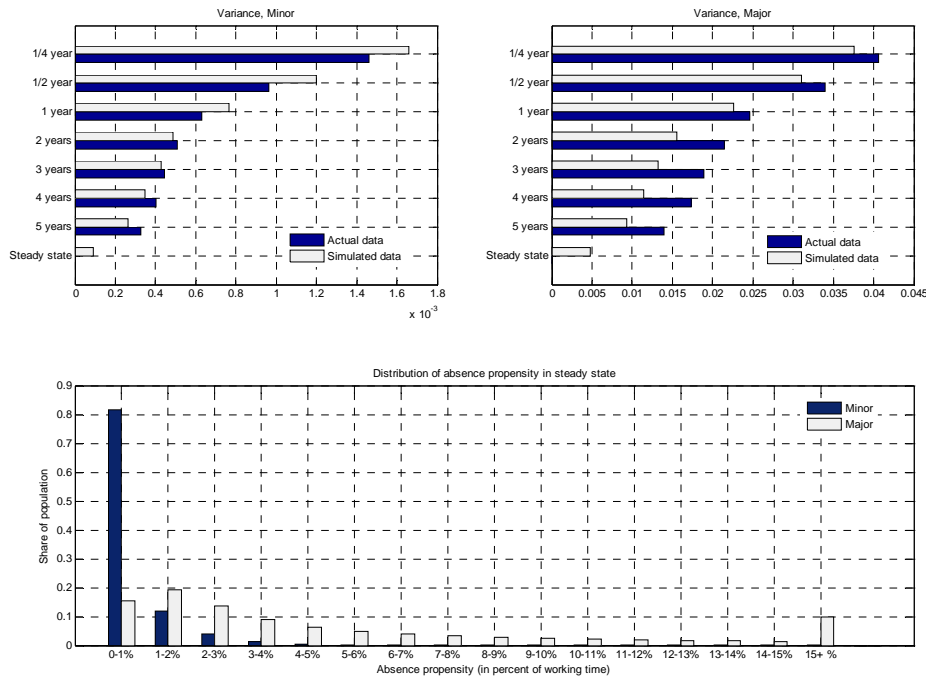 Variance, Minor
1/4 year
1/2 year
1 year
2 years
3 years
4 years
5 years
Steady state
Actual data
Simulated data
0 0.2 0.4 0.6 0.8 1 1.2 1.4 1.6 1.8
x 10-3
Variance, Major
1/4 year
1/2 year
1 year
2 years
3 years
4 years
5 years
Steady state
Actual data
Simulated data
0 0.005 0.01 0.015 0.02 0.025 0.03 0.035 0.04 0.045
Distribution of absence propensity in steady state
Share of population
0.9
0.8
0.7
0.6
0.5
0.4
0.3
0.2
0.1
0
Minor
Major
0-1% 1-2% 2-3% 3-4% 4-5% 5-6% 6-7% 7-8% 8-9% 9-10% 10-11% 11-12% 12-13% 13-14% 14-15% 15+ %
Absence propensity (in percent of working time)